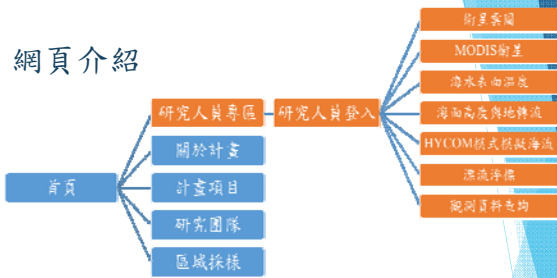 網頁介紹
首頁
研究人員專區
關於計畫
計畫項目
研究團隊
區域採樣
研究人員登入
衛星雲圖
MODIS衛星
海水表面溫度
海面高度與地轉流
HYCOM模式模擬海流
漂流浮標
觀測資料查詢